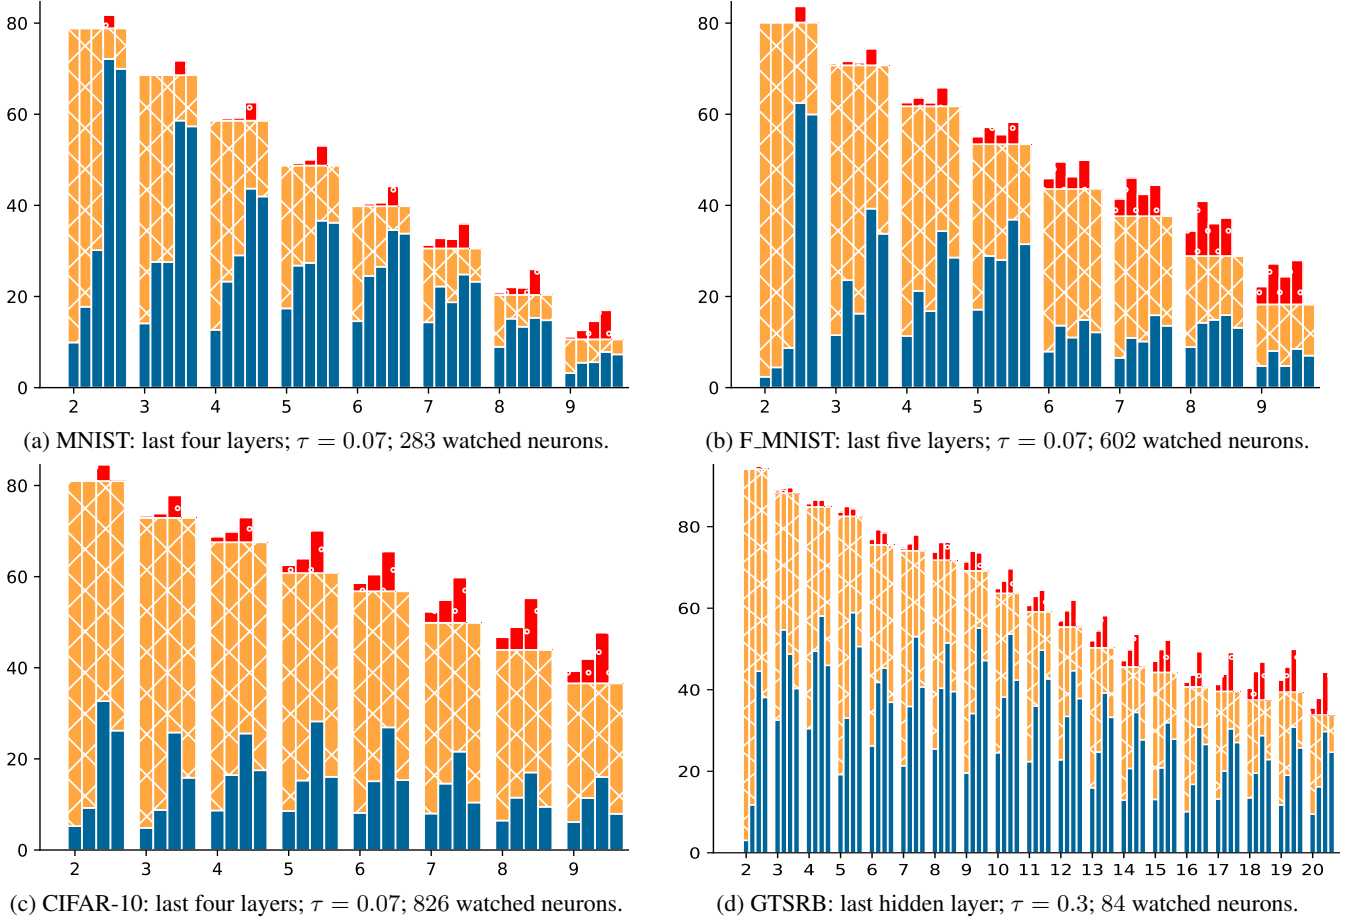 80
60
40
20
0
2 3 4 5 6 7 8 9
(a) MNIST: last four layers; τ = 0.07; 283 watched neurons.
80
60
40
20
0
2 3 4 5 6 7 8 9
(b) F_MNIST: last five layers; τ = 0.07; 602 watched neurons.
80
60
40
20
0
2 3 4 5 6 7 8 9
(c) CIFAR-10: last four layers; τ = 0.07; 826 watched neurons.
80
60
40
20
0
2 3 4 5 6 7 8 9 10 11 12 13 14 15 16 17 18 19 20
(d) GTSRB: last hidden layer; τ = 0.3; 84 watched neurons.